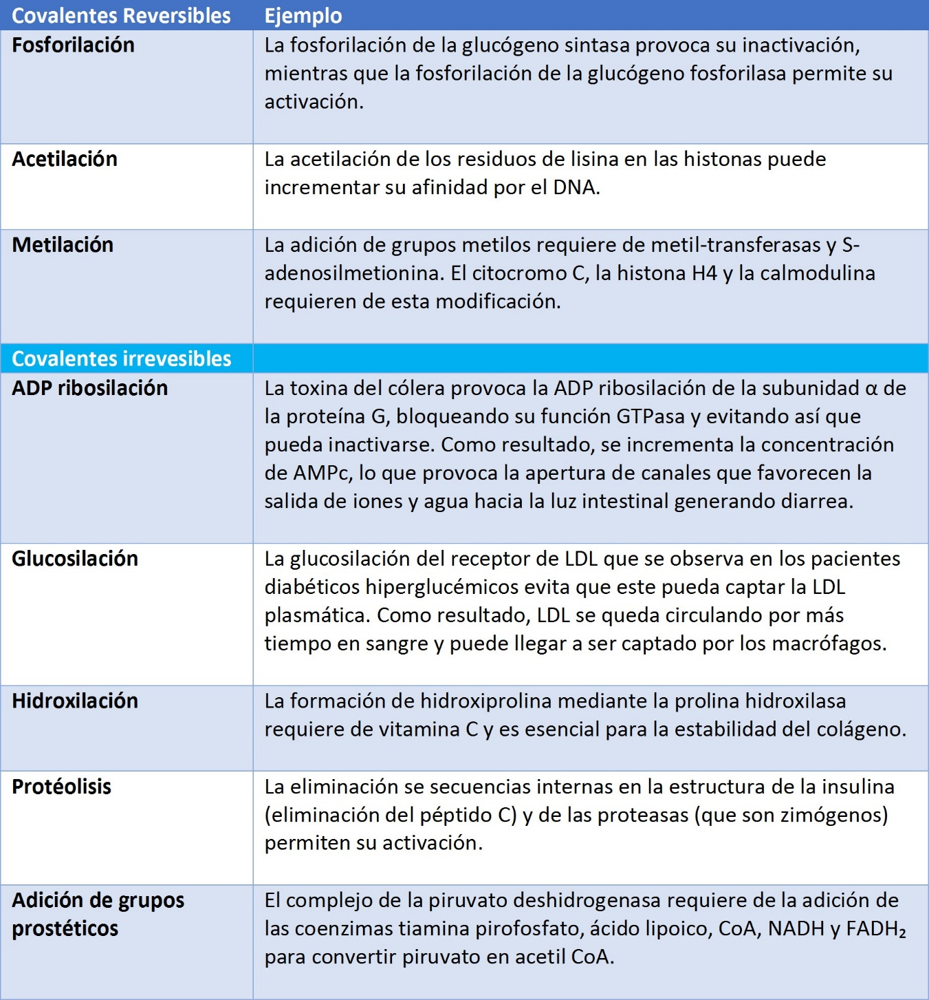 Covalentes Reversibles Ejemplo
Fosforilación La fosforilación de la glucógeno sintasa provoca su inactivación,
mientras que la fosforilación de la glucógeno fosforilasa permite su
activación.
Acetilación La acetilación de los residuos de lisina en las histonas puede
incrementar su afinidad por el DNA.
Metilación La adición de grupos metilos requiere de metil-transferasas y S-
adenosilmetionina. El citocromo C, la histona H4 y la calmodulina
requieren de esta modificación.
Covalentes irrevesibles
ADP ribosilación La toxina del cólera provoca la ADP ribosilación de la subunidad α de
la proteína G, bloqueando su función GTPasa y evitando así que
pueda inactivarse. Como resultado, se incrementa la concentración
de AMPc, lo que provoca la apertura de canales que favorecen la
salida de iones y agua hacia la luz intestinal generando diarrea.
Glucosilación La glucosilación del receptor de LDL que se observa en los pacientes
diabéticos hiperglucémicos evita que este pueda captar la LDL
plasmática. Como resultado, LDL se queda circulando por más
tiempo en sangre y puede llegar a ser captado por los macrófagos.
Hidroxilación La formación de hidroxiprolina mediante la prolina hidroxilasa
requiere de vitamina C y es esencial para la estabilidad del colágeno.
Protéolisis La eliminación se secuencias internas en la estructura de la insulina
(eliminación del péptido C) y de las proteasas (que son zimógenos)
permiten su activación.
Adición de grupos El complejo de la piruvato deshidrogenasa requiere de la adición de
prostéticos las coenzimas tiamina pirofosfato, ácido lipoico, CoA, NADH y FADH₂
para convertir piruvato en acetil CoA.